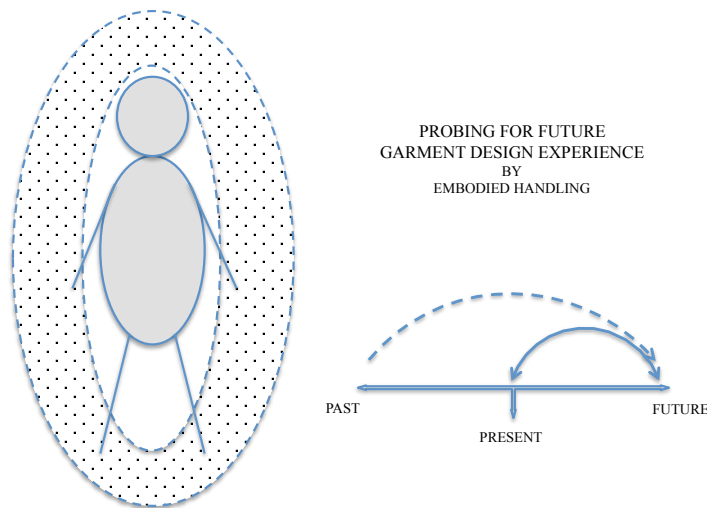 PROBING FOR FUTURE
GARMENT DESIGN EXPERIENCE
BY
EMBODIED HANDLING
PAST
PRESENT
FUTURE